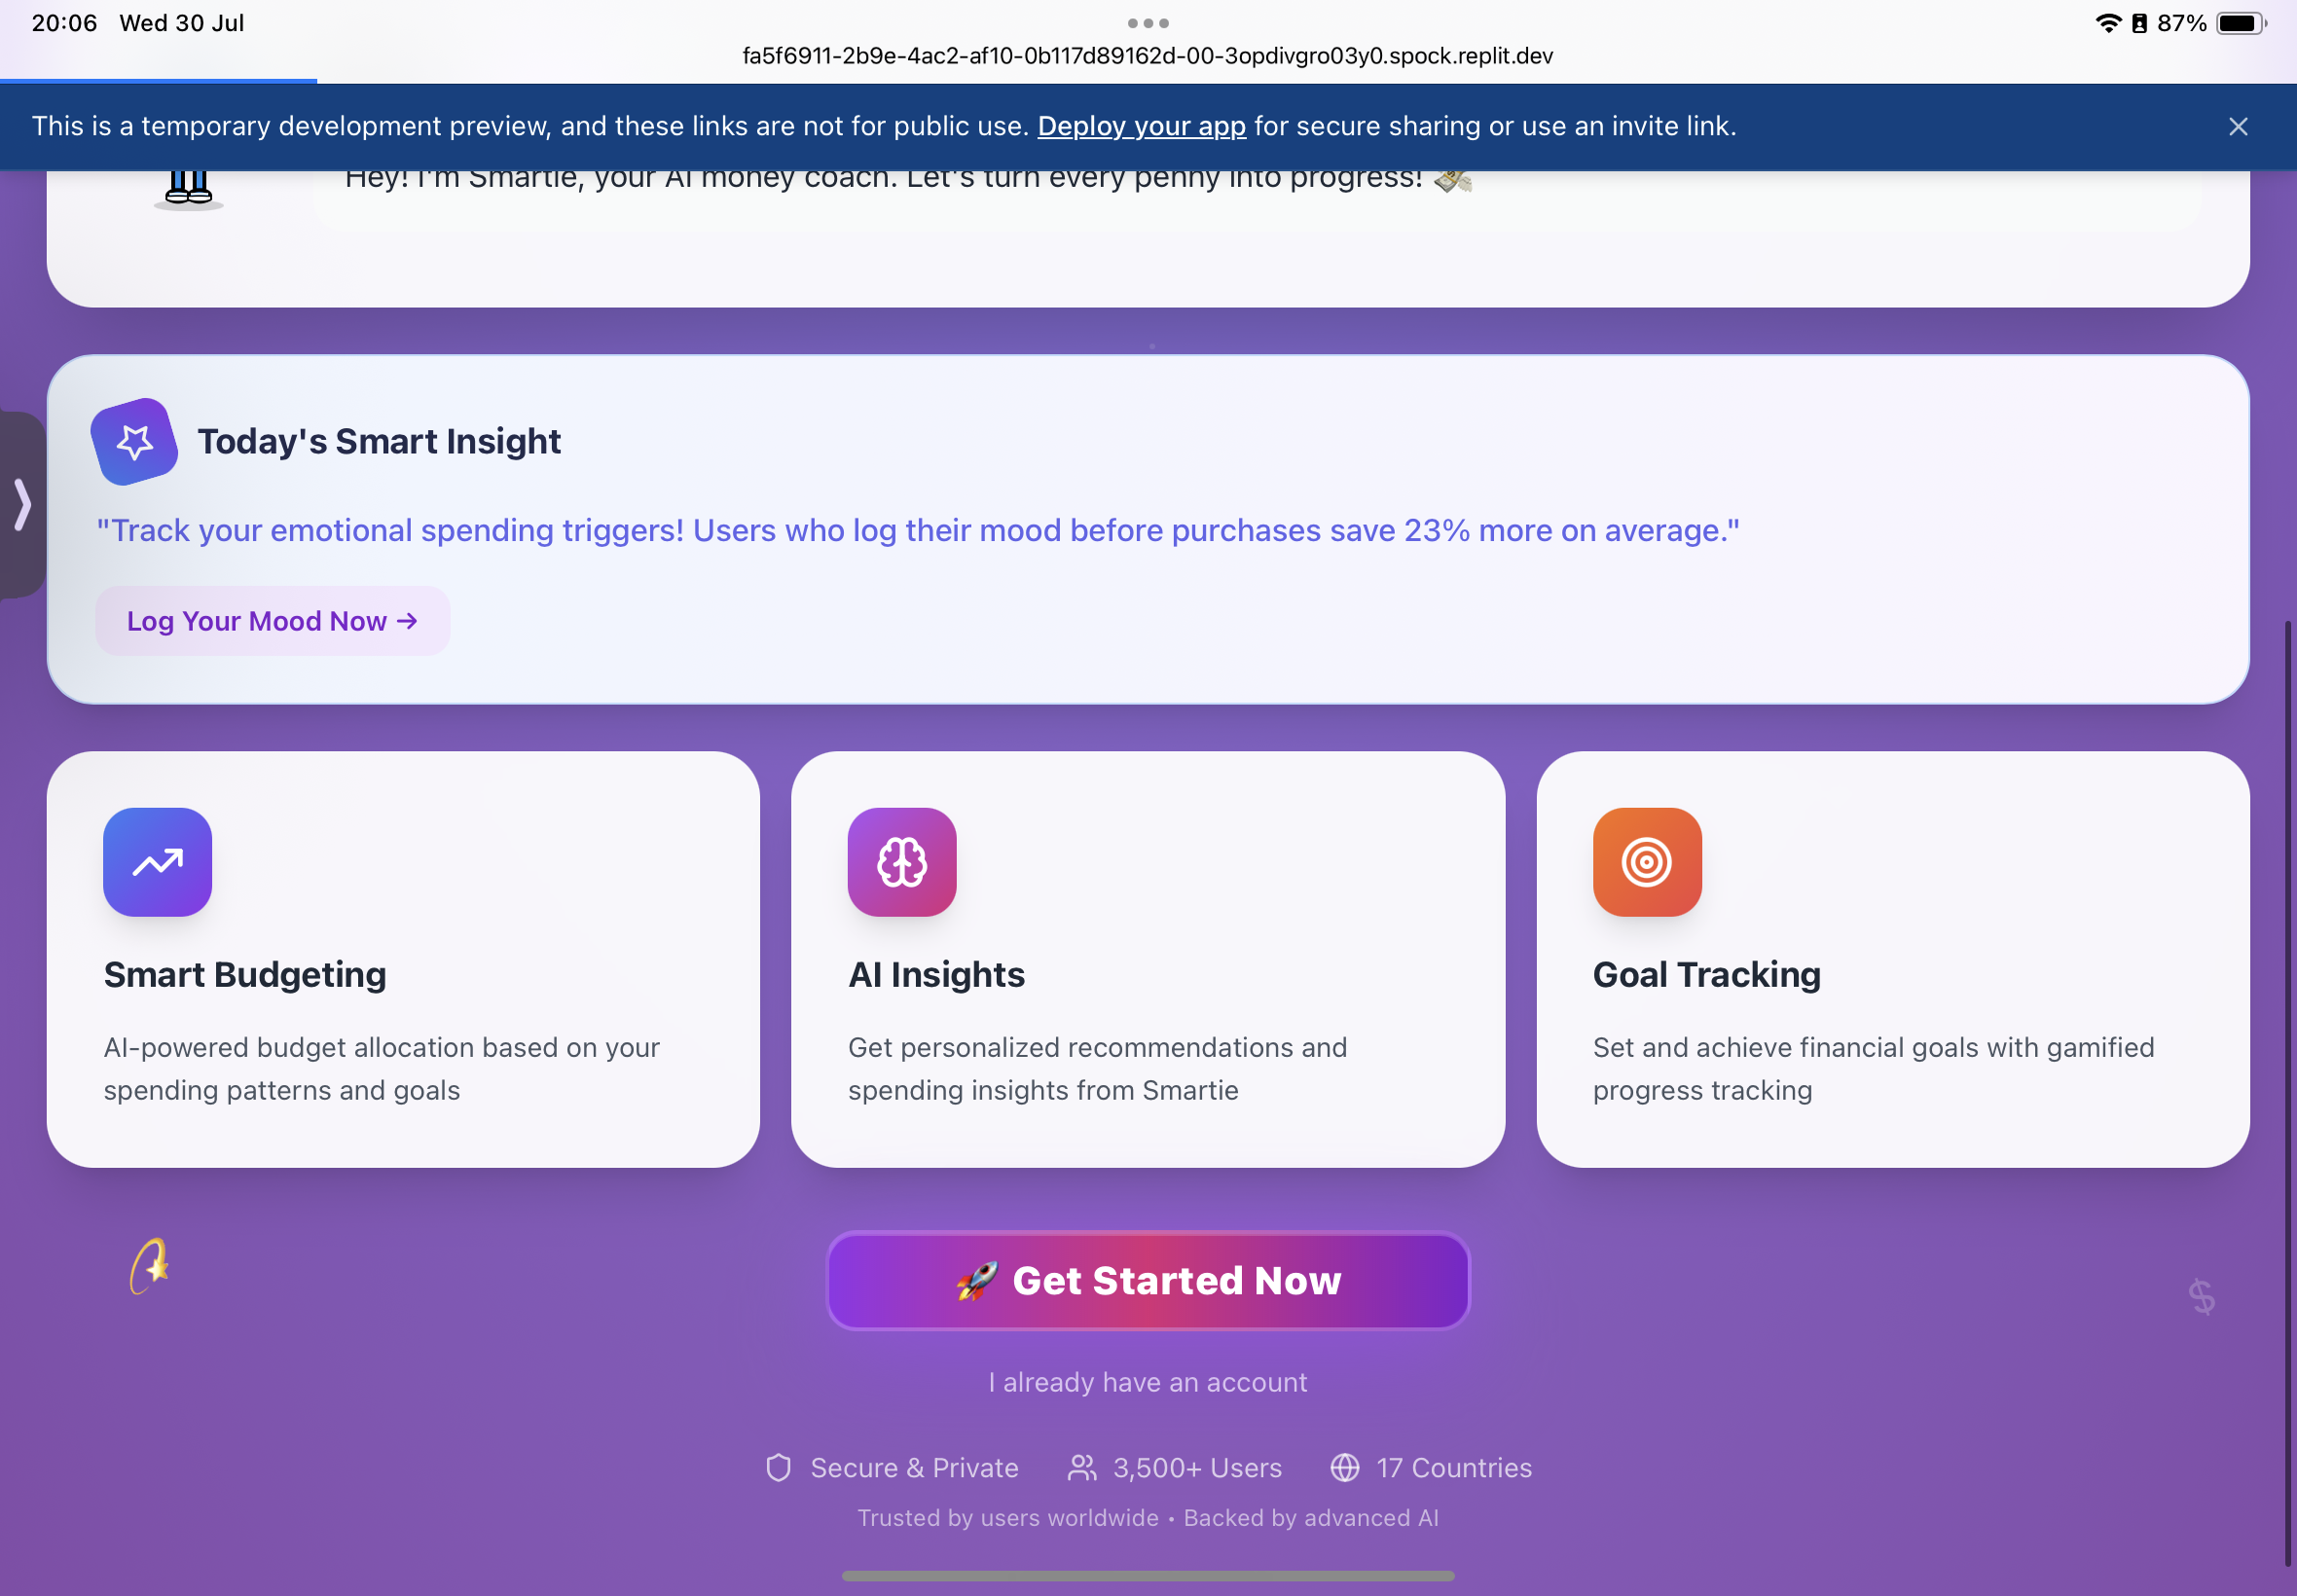 20:06 Wed 30 Jul
87%
fa5f6911-2b9e-4ac2-af10-0b117d89162d-00-3opdivgro03y0.spock.replit.dev
This is a temporary development preview, and these links are not for public use. Deploy your app for secure sharing or use an invite link.
Hey! I'm Smartie, your AI money coach. Let's turn every penny into progress! 💸
Today's Smart Insight
"Track your emotional spending triggers! Users who log their mood before purchases save 23% more on average."
Log Your Mood Now →
Smart Budgeting
AI-powered budget allocation based on your
spending patterns and goals
AI Insights
Get personalized recommendations and
spending insights from Smartie
Goal Tracking
Set and achieve financial goals with gamified
progress tracking
🚀 Get Started Now
$
I already have an account
Secure & Private 3,500+ Users 17 Countries
Trusted by users worldwide • Backed by advanced AI